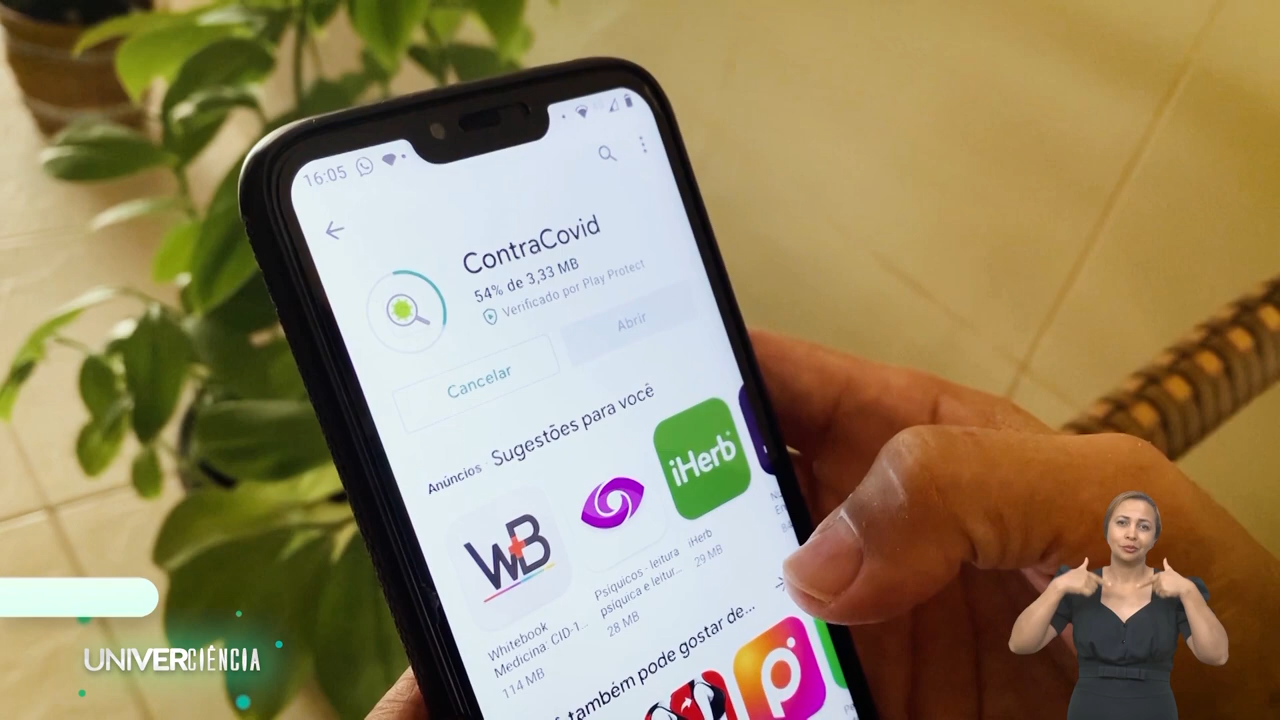 16:05
ContraCovid
54% de 3,33 MB
Verificado por Play Protect
Cancelar
Abrir
Anúncios · Sugestões para você
WB
iHerb
Whitebook
Medicina: CID-1...
114 MB
Psíquicos - leitura
psíquica e leitur...
28 MB
iHerb
29 MB
também pode gostar de...
UNIVERCIÊNCIA